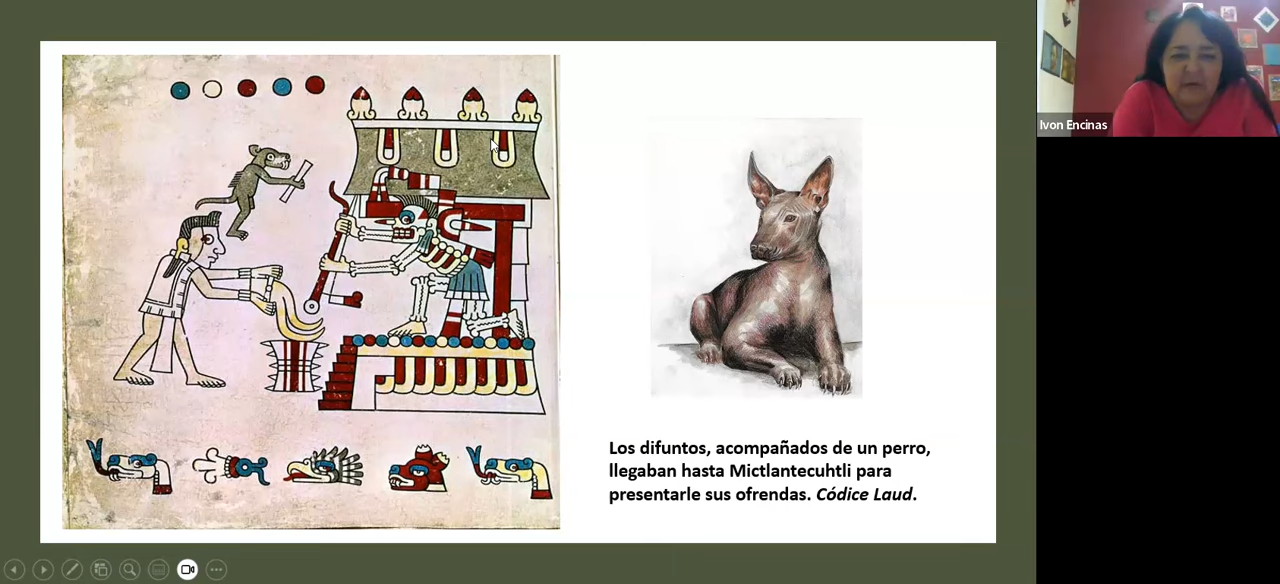 Ivon Encinas
Los difuntos, acompañados de un perro,
llegaban hasta Mictlantecuhtli para
presentarle sus ofrendas. Códice Laud.